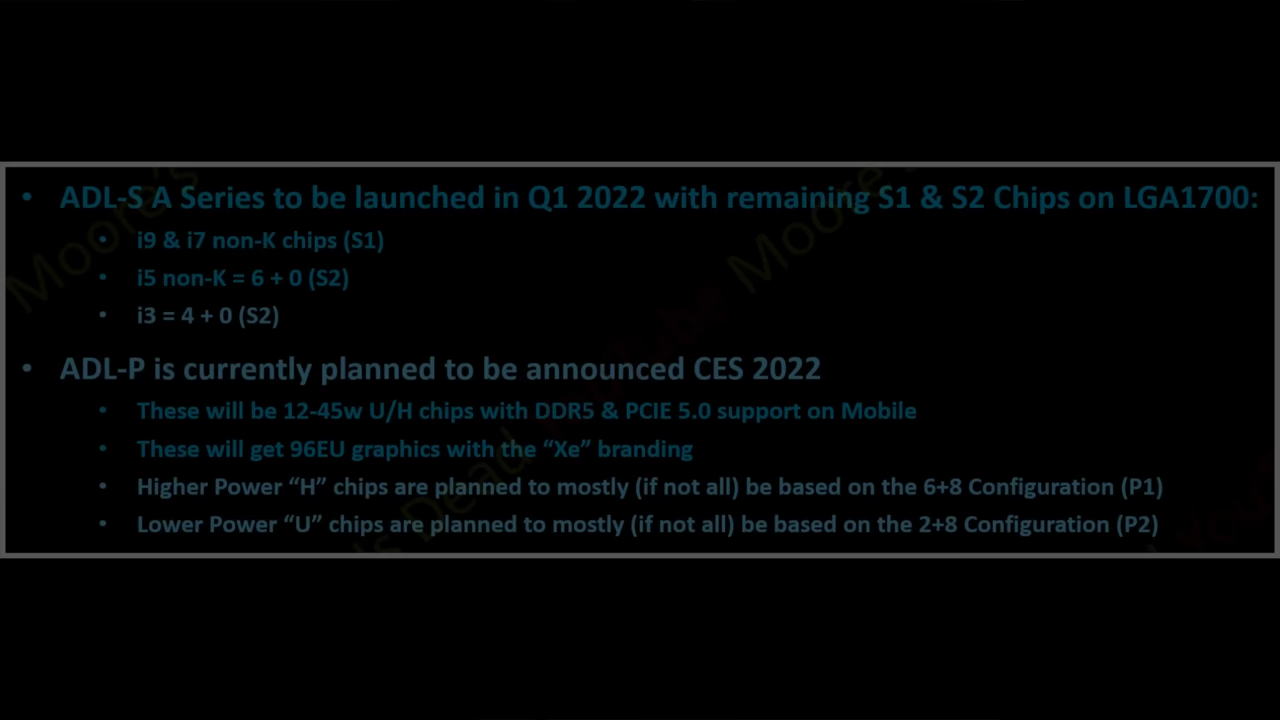 • ADL-S A Series to be launched in Q1 2022 with remaining S1 & S2 Chips on LGA1700:
• i9 & i7 non-K chips (S1)
• i5 non-K = 6 + 0 (S2)
• i3 = 4 + 0 (S2)
• ADL-P is currently planned to be announced CES 2022
• These will be 12-45w U/H chips with DDR5 & PCIE 5.0 support on Mobile
• These will get 96EU graphics with the “Xe” branding
• Higher Power “H” chips are planned to mostly (if not all) be based on the 6+8 Configuration (P1)
• Lower Power “U” chips are planned to mostly (if not all) be based on the 2+8 Configuration (P2)
Moore's
Moore's
is Dead